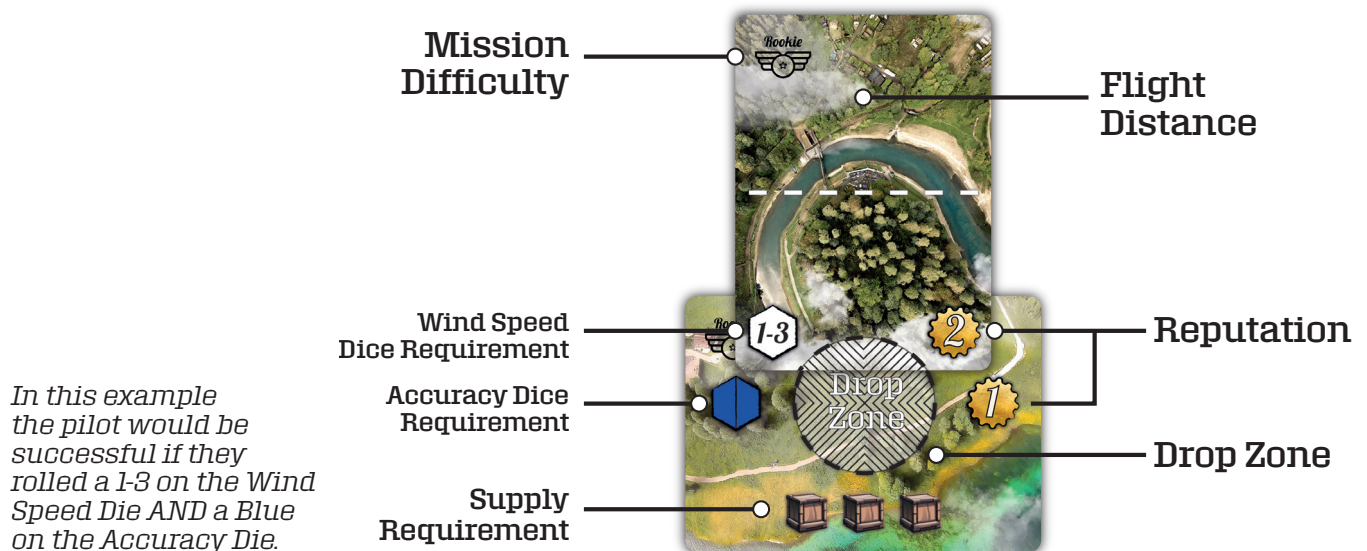 Mission
Difficulty
Rookie
Flight
Distance
Wind Speed
Dice Requirement
1-3
2
Reputation
Accuracy Dice
Requirement
Drop
Zone
1
Drop Zone
Supply
Requirement
In this example
the pilot would be
successful if they
rolled a 1-3 on the Wind
Speed Die AND a Blue
on the Accuracy Die.